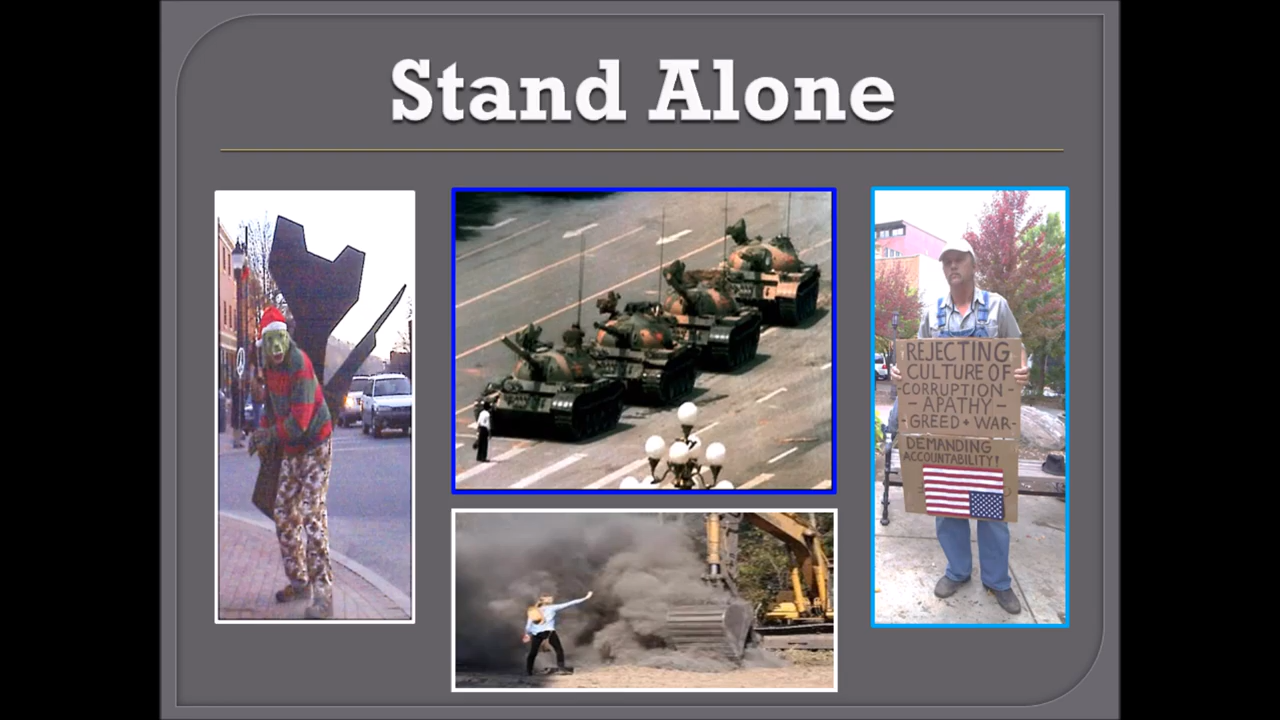 Stand Alone
REJECTING
CULTURE OF
-CORRUPTION-
-APATHY-
-GREED + WAR-
DEMANDING
ACCOUNTABILITY!